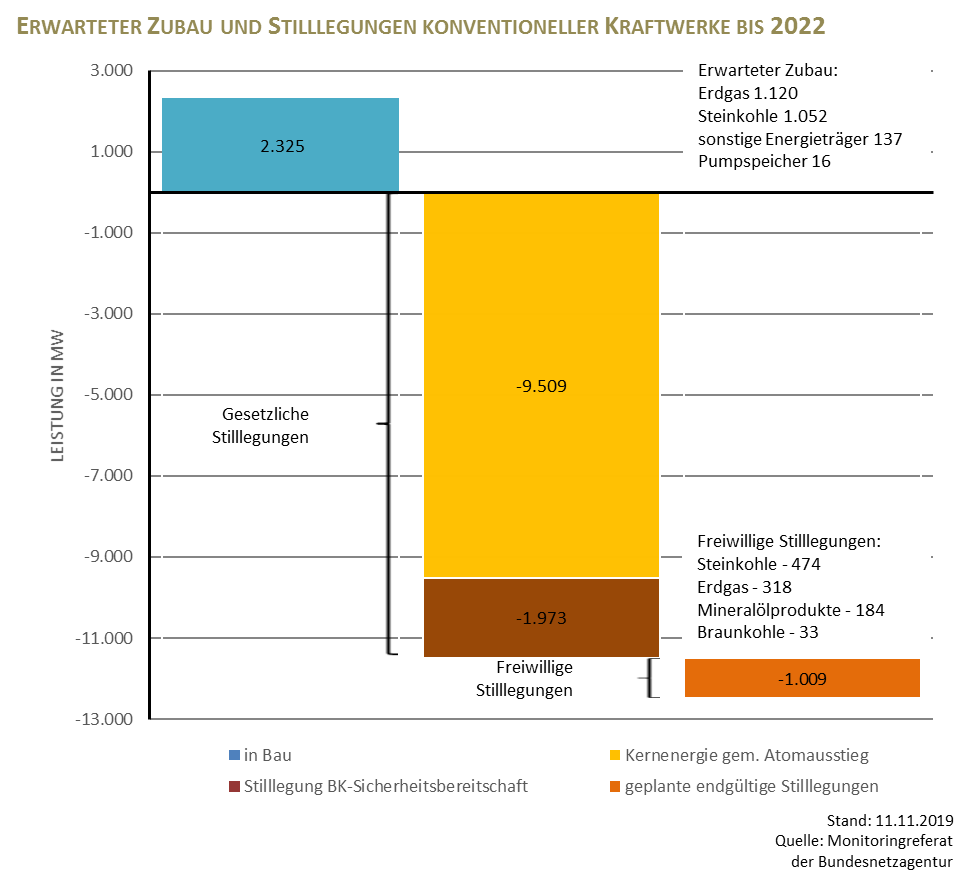 ERWARTETER ZUBAU UND STILLLEGUNGEN KONVENTIONELLER KRAFTWERKE BIS 2022
3.000
1.000
-1.000
-3.000
-5.000
-7.000
-9.000
-11.000
-13.000
LEISTUNG IN MW
2.325
Erwarteter Zubau:
Erdgas 1.120
Steinkohle 1.052
sonstige Energieträger 137
Pumpspeicher 16
Gesetzliche
Stilllegungen
-9.509
-1.973
Freiwillige Stilllegungen:
Steinkohle - 474
Erdgas - 318
Mineralölprodukte - 184
Braunkohle - 33
Freiwillige
Stilllegungen
-1.009
in Bau
Kernenergie gem. Atomausstieg
Stilllegung BK-Sicherheitsbereitschaft
geplante endgültige Stilllegungen
Stand: 11.11.2019
Quelle: Monitoringreferat
der Bundesnetzagentur